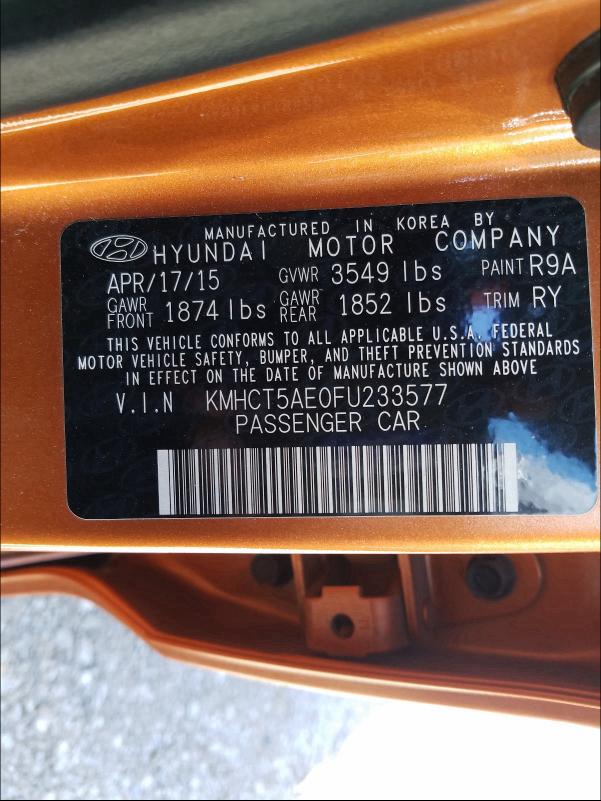 MANUFACTURED IN KOREA BY
HYUNDAI MOTOR COMPANY
APR/17/15 GVWR 3549 lbs PAINT R9A
GAWR FRONT 1874 lbs GAWR REAR 1852 lbs TRIM RY
THIS VEHICLE CONFORMS TO ALL APPLICABLE U.S.A. FEDERAL
MOTOR VEHICLE SAFETY, BUMPER, AND THEFT PREVENTION STANDARDS
IN EFFECT ON THE DATE OF MANUFACTURE SHOWN ABOVE
V.I.N KMHCT5AE0FU233577
PASSENGER CAR